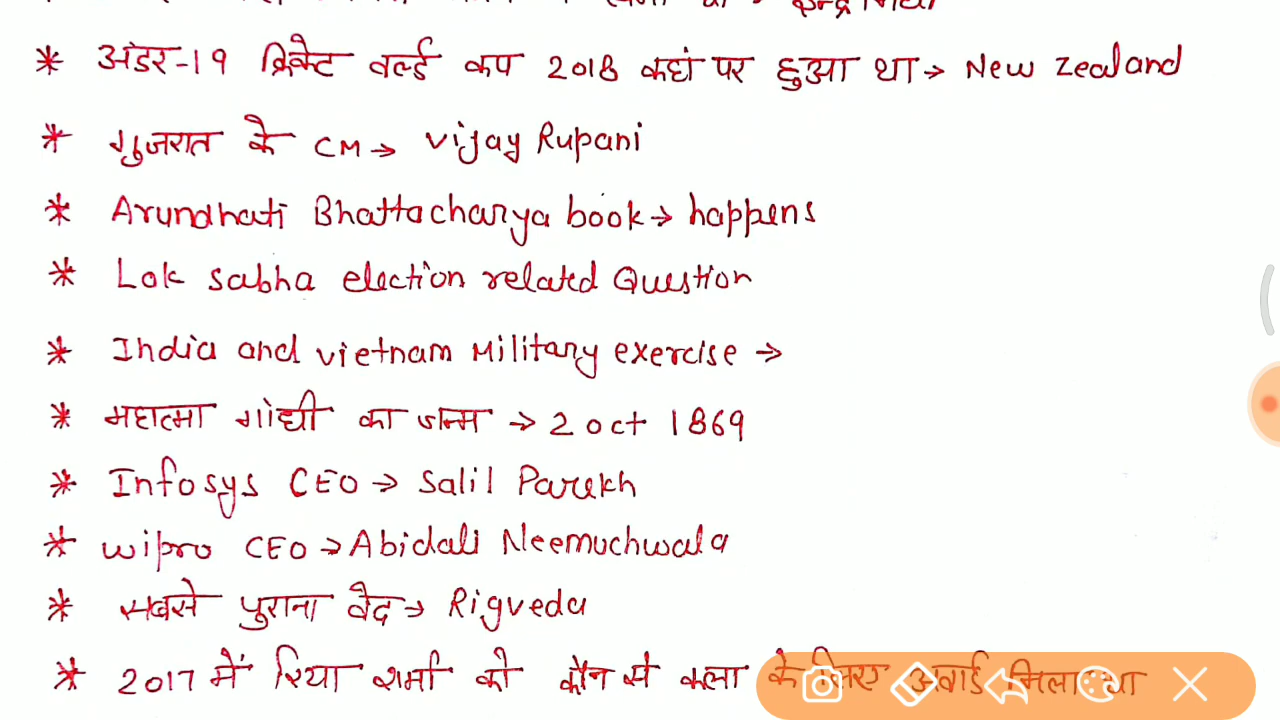 * अंडर-19 क्रिकेट वर्ल्ड कप 2018 कहाँ पर हुआ था → New Zealand
* गुजरात के CM → Vijay Rupani
* Arundhati Bhattacharya book → happens
* Lok sabha election related Question
* India and vietnam Military exercise →
* महात्मा गांधी का जन्म → 2 oct 1869
* Infosys CEO → Salil Parekh
* wipro CEO → Abidali Neemuchwala
* सबसे पुराना वेद → Rigveda
* 2017 में रिया शर्मा को कौन से कला के लिए अवार्ड मिला था